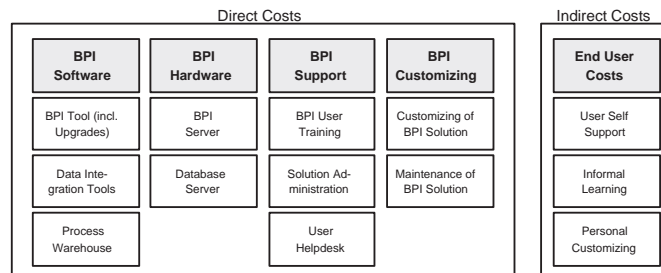 Direct Costs
BPI
Software
BPI Tool (incl.
Upgrades)
Data Inte-
gration Tools
Process
Warehouse
BPI
Hardware
BPI
Server
Database
Server
BPI
Support
BPI User
Training
Solution Ad-
ministration
User
Helpdesk
BPI
Customizing
Customizing of
BPI Solution
Maintenance of
BPI Solution
Indirect Costs
End User
Costs
User Self
Support
Informal
Learning
Personal
Customizing